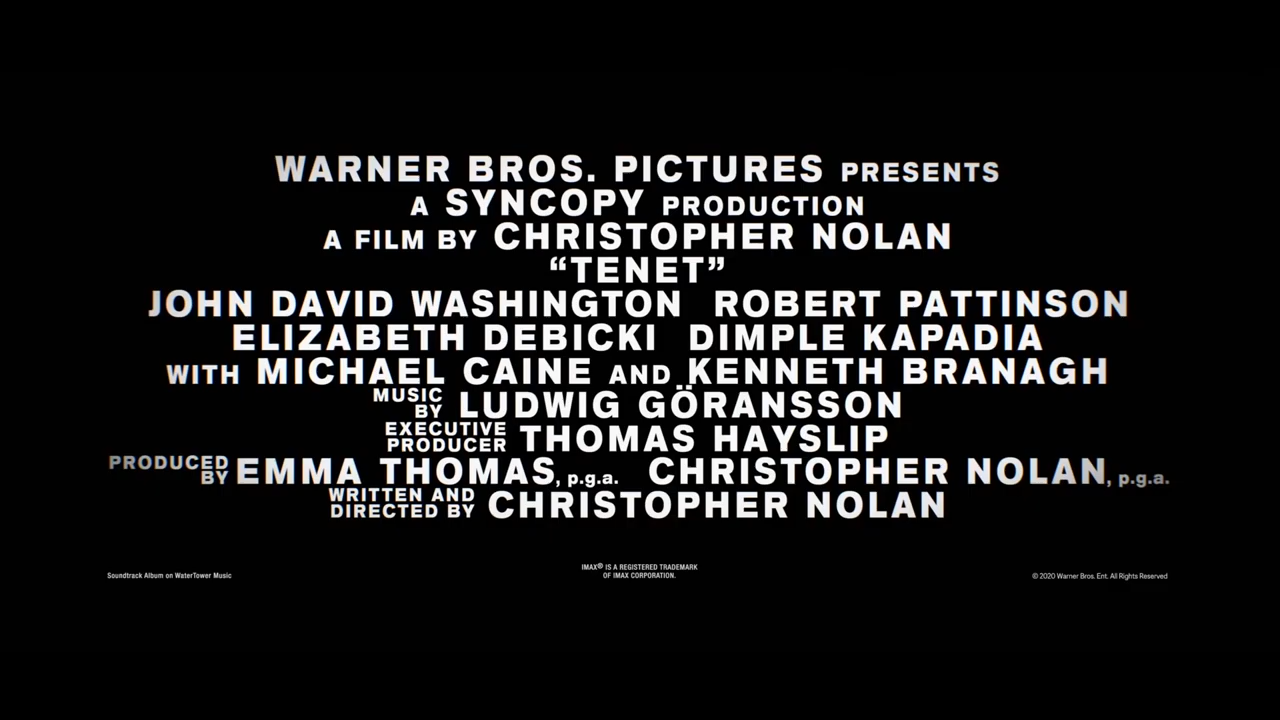 WARNER BROS. PICTURES PRESENTS
A SYNCOPY PRODUCTION
A FILM BY CHRISTOPHER NOLAN
“TENET”
JOHN DAVID WASHINGTON ROBERT PATTINSON
ELIZABETH DEBICKI DIMPLE KAPADIA
WITH MICHAEL CAINE AND KENNETH BRANAGH
MUSIC BY LUDWIG GÖRANSSON
EXECUTIVE PRODUCER THOMAS HAYSLIP
PRODUCED BY EMMA THOMAS, p.g.a. CHRISTOPHER NOLAN, p.g.a.
WRITTEN AND DIRECTED BY CHRISTOPHER NOLAN
Soundtrack Album on WaterTower Music
IMAX® IS A REGISTERED TRADEMARK
OF IMAX CORPORATION.
© 2020 Warner Bros. Ent. All Rights Reserved